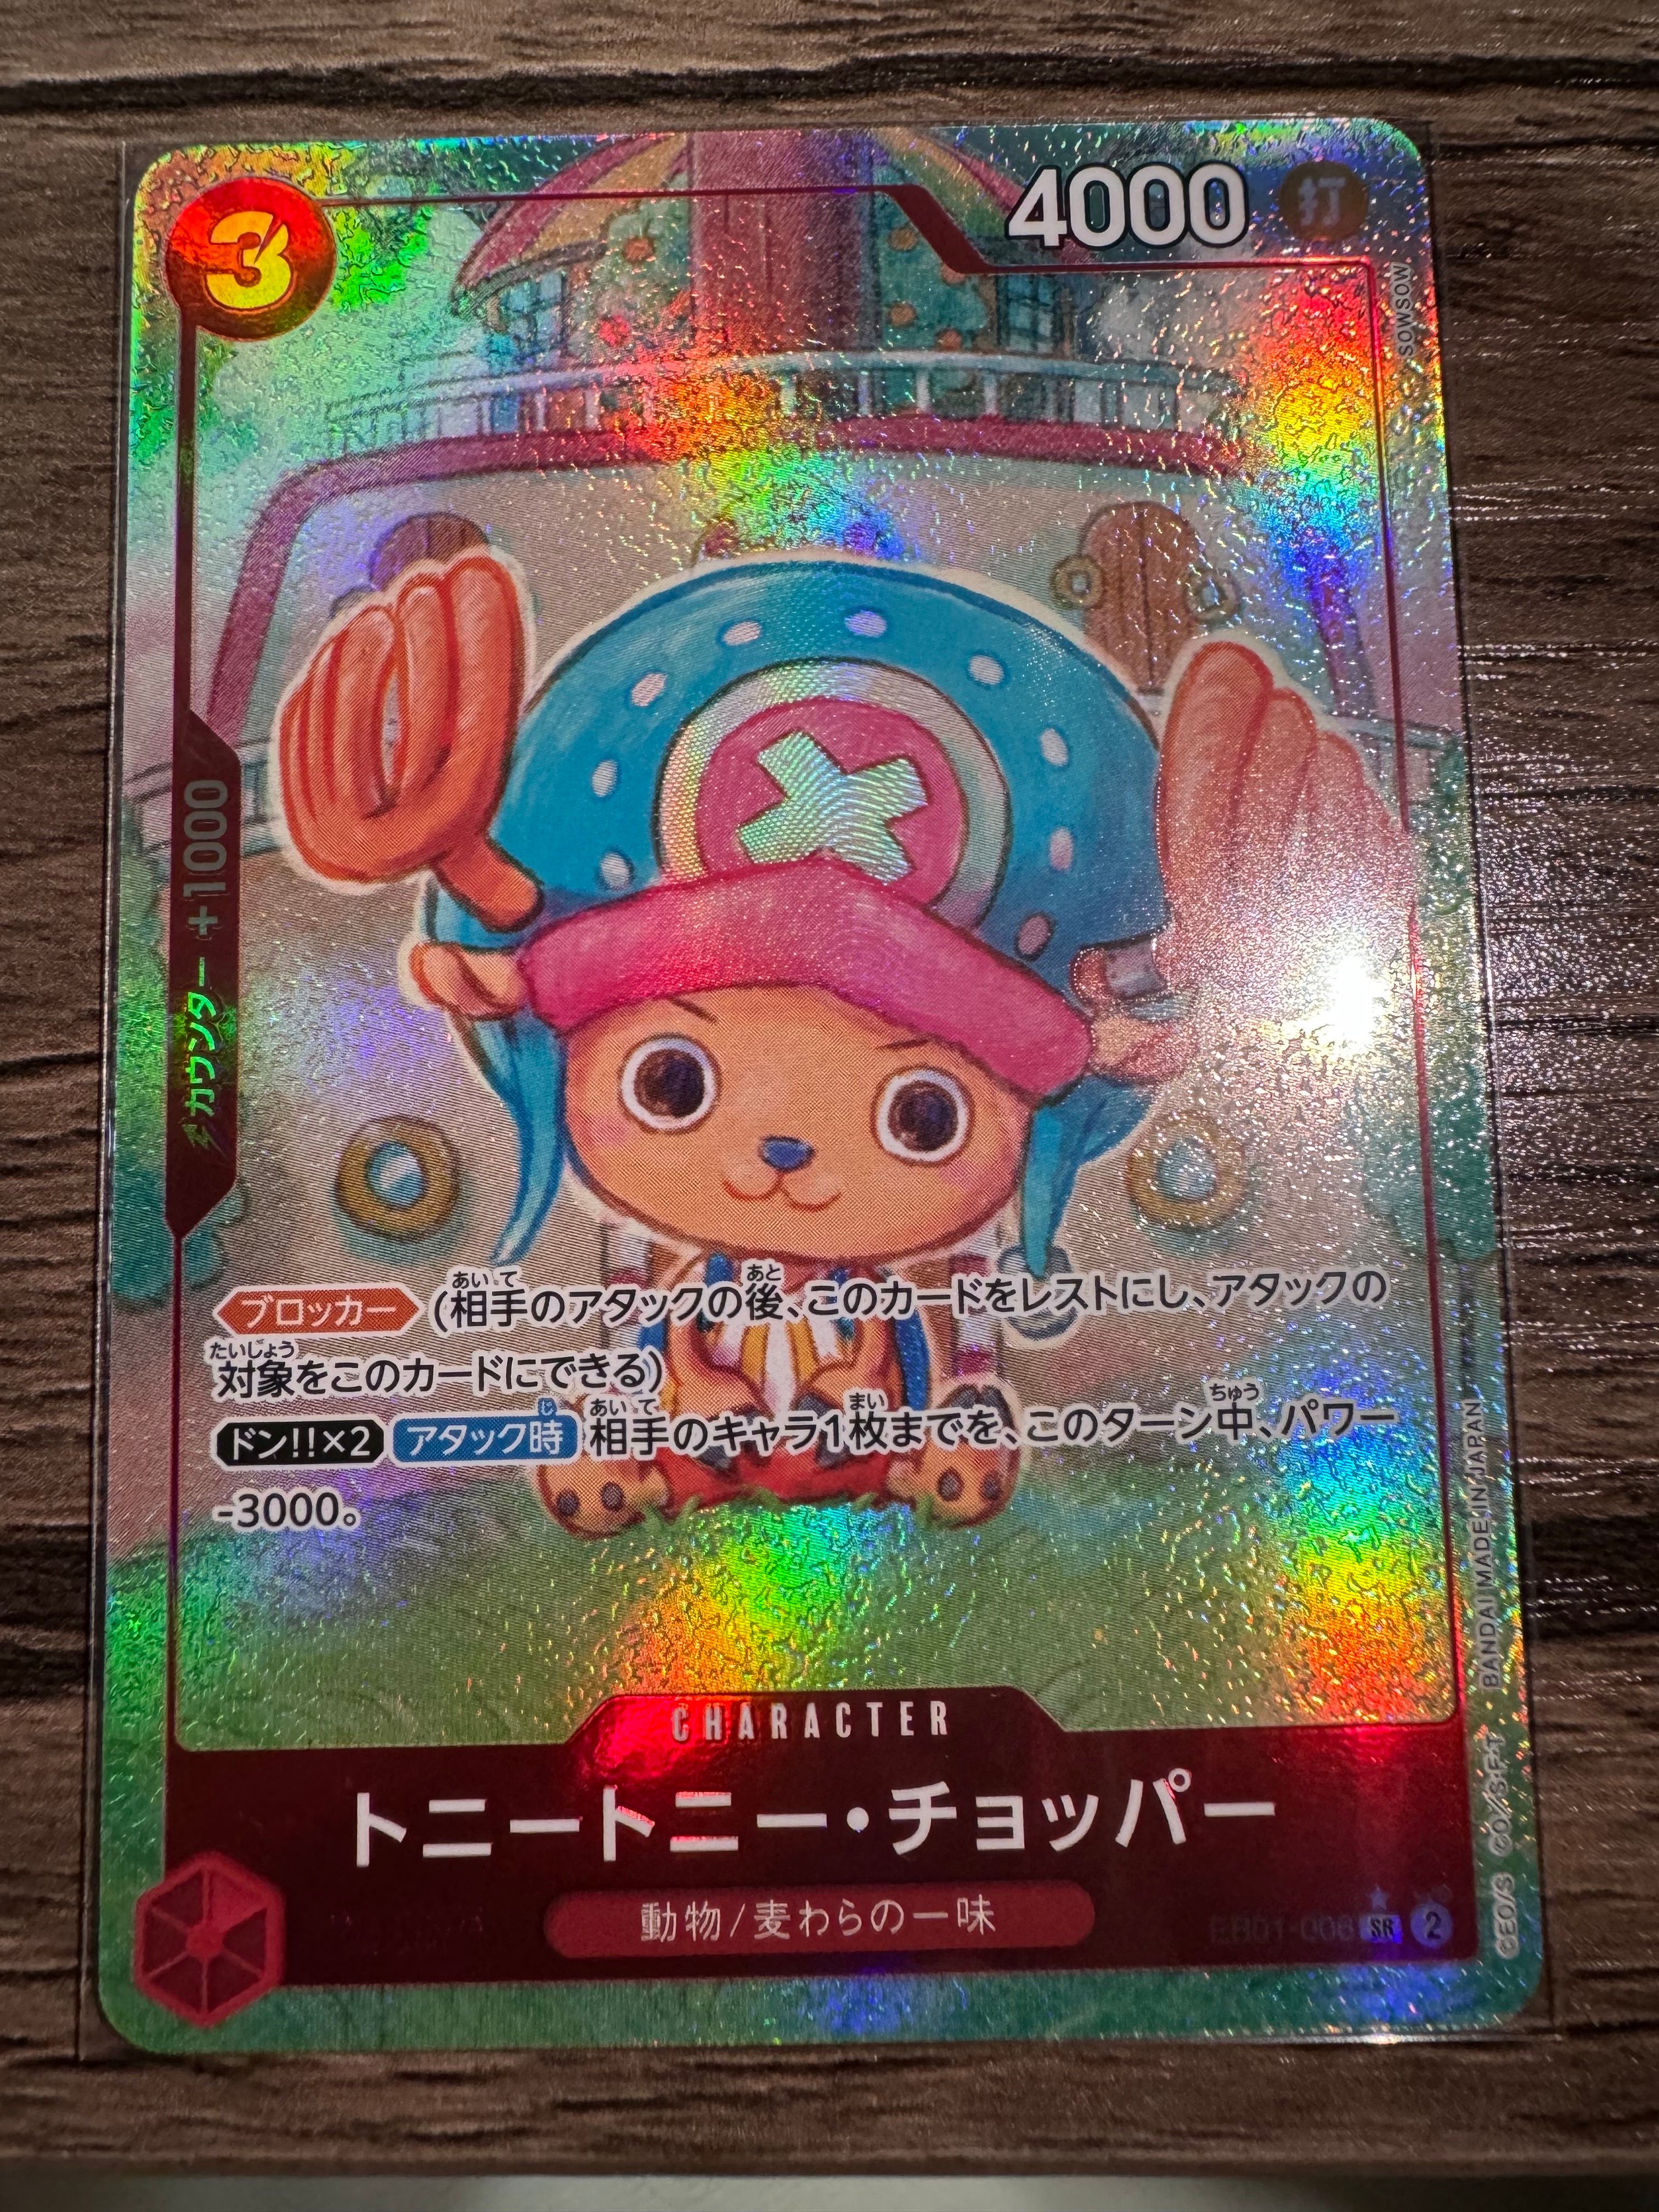 3
4000
打
SOWSOW
カウンター +1000
ブロッカー (相手のアタックの後、このカードをレストにし、アタックの
対象をこのカードにできる)
ドン!!×2 アタック時 相手のキャラ1枚までを、このターン中、パワー
-3000。
BANDAI MADE IN JAPAN
CHARACTER
トニートニー・チョッパー
動物/麦わらの一味
EB01-006 SR 2